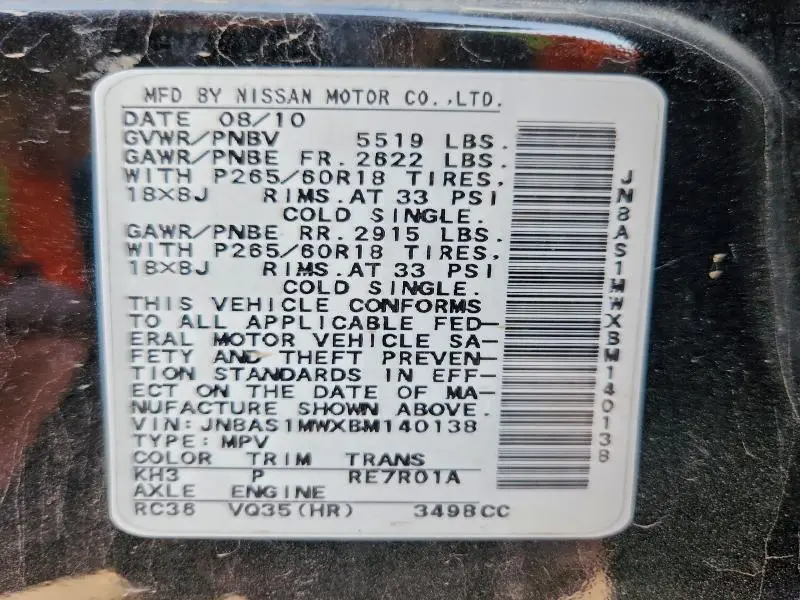 MFD BY NISSAN MOTOR CO.,LTD.
DATE 08/10
GVWR/PNBV 5519 LBS.
GAWR/PNBE FR.2622 LBS.
WITH P265/60R18 TIRES,
18X8J RIMS.AT 33 PSI
COLD SINGLE.
GAWR/PNBE RR.2915 LBS.
WITH P265/60R18 TIRES,
18X8J RIMS.AT 33 PSI
COLD SINGLE.
THIS VEHICLE CONFORMS
TO ALL APPLICABLE FED-
ERAL MOTOR VEHICLE SA-
FETY AND THEFT PREVEN-
TION STANDARDS IN EFF-
ECT ON THE DATE OF MA-
NUFACTURE SHOWN ABOVE.
VIN: JN8AS1MWXBM140138
TYPE: MPV
COLOR TRIM TRANS
KH3 P RE7R01A
AXLE ENGINE
RC38 VQ35(HR) 3498CC
JN8AS1MWXBM140138